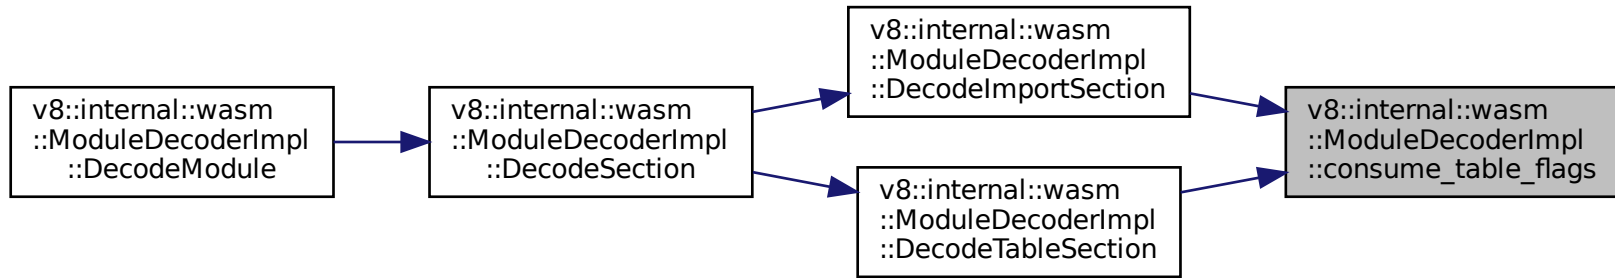 v8::internal::wasm
::ModuleDecoderImpl
::DecodeModule
v8::internal::wasm
::ModuleDecoderImpl
::DecodeSection
v8::internal::wasm
::ModuleDecoderImpl
::DecodeImportSection
v8::internal::wasm
::ModuleDecoderImpl
::DecodeTableSection
v8::internal::wasm
::ModuleDecoderImpl
::consume_table_flags